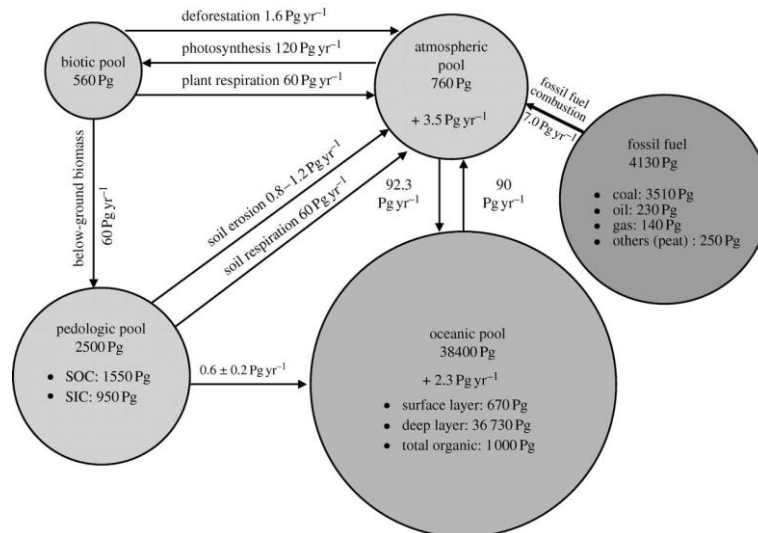 deforestation 1.6 Pg yr⁻¹
photosynthesis 120 Pg yr⁻¹
plant respiration 60 Pg yr⁻¹
biotic pool
560 Pg
atmospheric
pool
760 Pg
+ 3.5 Pg yr⁻¹
fossil fuel
combustion
7.0 Pg yr⁻¹
fossil fuel
4130 Pg
• coal: 3510 Pg
• oil: 230 Pg
• gas: 140 Pg
• others (peat) : 250 Pg
below-ground biomass
60 Pg yr⁻¹
soil erosion 0.8–1.2 Pg yr⁻¹
soil respiration 60 Pg yr⁻¹
92.3
Pg yr⁻¹
90
Pg yr⁻¹
pedologic pool
2500 Pg
• SOC: 1550 Pg
• SIC: 950 Pg
0.6 ± 0.2 Pg yr⁻¹
oceanic pool
38400 Pg
+ 2.3 Pg yr⁻¹
• surface layer: 670 Pg
• deep layer: 36 730 Pg
• total organic: 1000 Pg